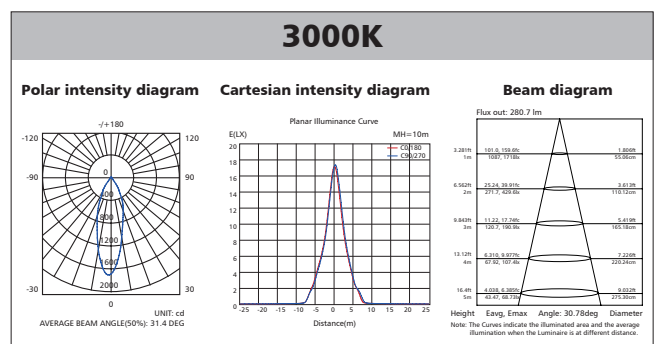 3000K
Polar intensity diagram
Cartesian intensity diagram
Beam diagram
-/+180
-120
120
-90
90
-30
30
0
400
800
1200
1600
2000
0
UNIT: cd
AVERAGE BEAM ANGLE(50%): 31.4 DEG
Planar Illuminance Curve
E(LX)
MH=10m
C0/180
C90/270
20
18
16
14
12
10
8
6
4
2
0
-25 -20 -15 -10 -5 0 5 10 15 20 25
Distance(m)
Flux out: 280.7 lm
3.281ft 101.0, 159.6fc 1.806ft
1m 1087, 1718lx 55.06cm
6.562ft 25.24, 39.91fc 3.613ft
2m 271.7, 429.6lx 110.12cm
9.843ft 11.22, 17.74fc 5.419ft
3m 120.7, 190.9lx 165.18cm
13.12ft 6.310, 9.977fc 7.226ft
4m 67.92, 107.4lx 220.24cm
16.4ft 4.038, 6.385fc 9.032ft
5m 43.47, 68.73lx 275.30cm
Height Eavg, Emax Angle: 30.78deg Diameter
Note: The Curves indicate the illuminated area and the average
illumination when the Luminaire is at different distance.